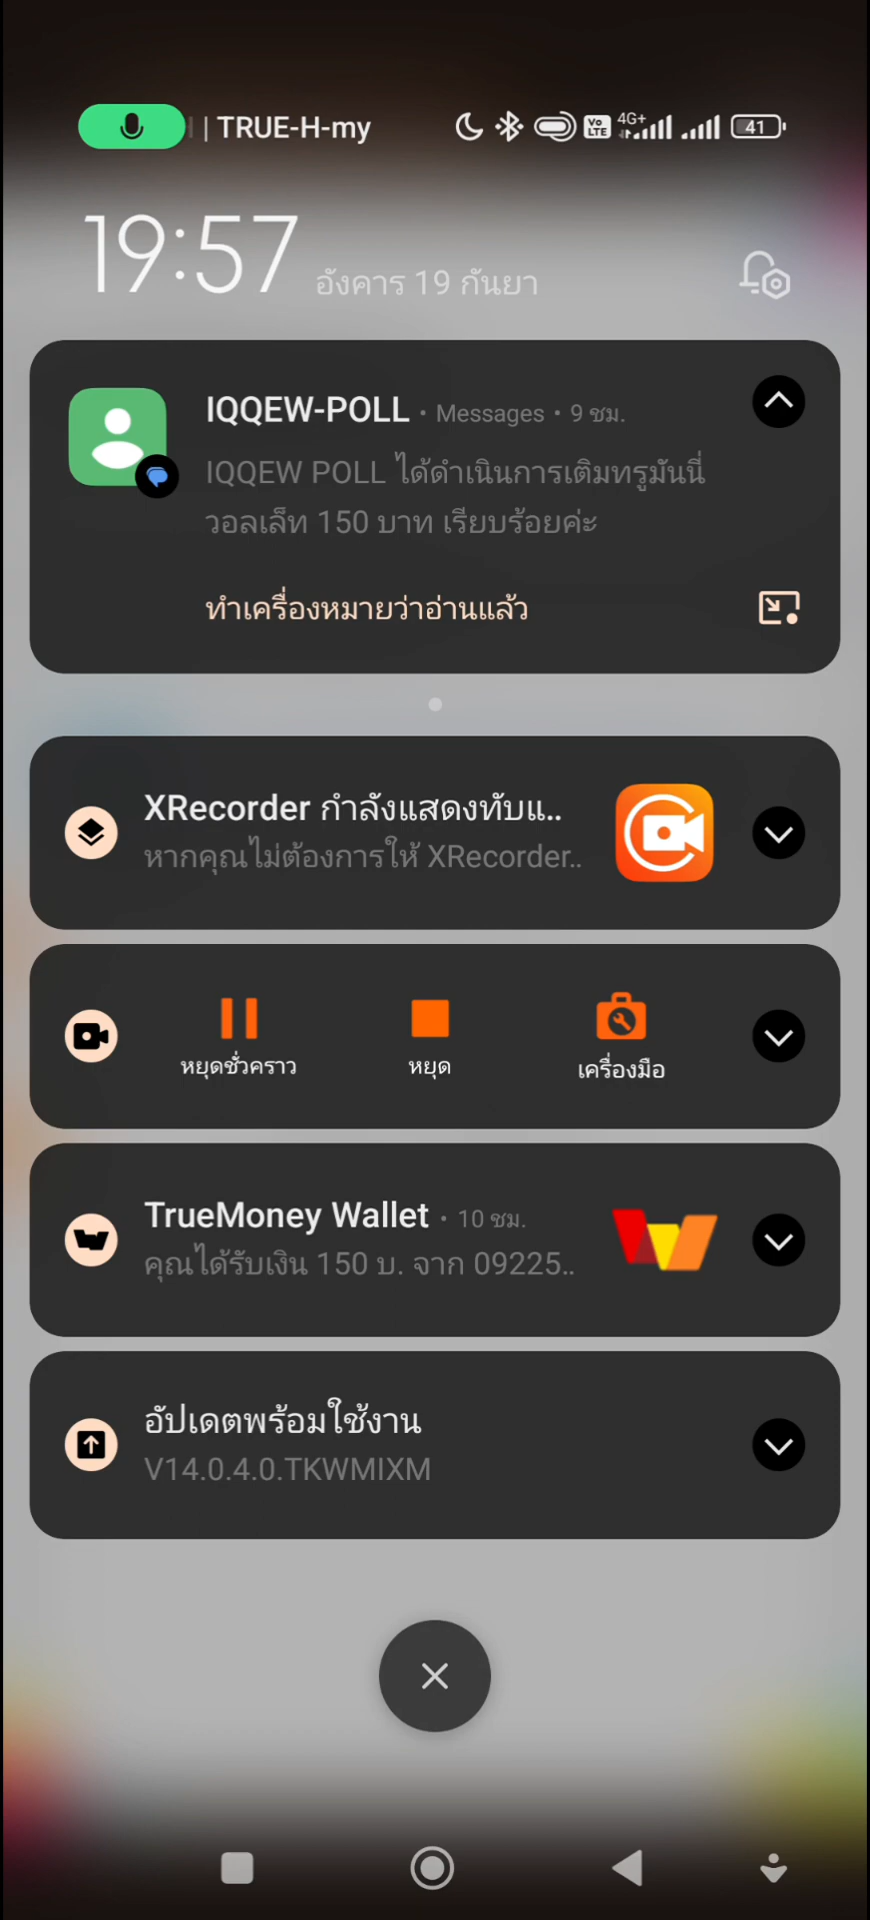 | TRUE-H-my
Vo LTE 4G+ 41
19:57 อังคาร 19 กันยา
IQQEW-POLL • Messages • 9 ชม.
IQQEW POLL ได้ดำเนินการเติมทรูมันนี่
วอลเล็ท 150 บาท เรียบร้อยค่ะ
ทำเครื่องหมายว่าอ่านแล้ว
XRecorder กำลังแสดงทับแ..
หากคุณไม่ต้องการให้ XRecorder..
หยุดชั่วคราว
หยุด
เครื่องมือ
TrueMoney Wallet • 10 ชม.
คุณได้รับเงิน 150 บ. จาก 09225..
อัปเดตพร้อมใช้งาน
V14.0.4.0.TKWMIXM